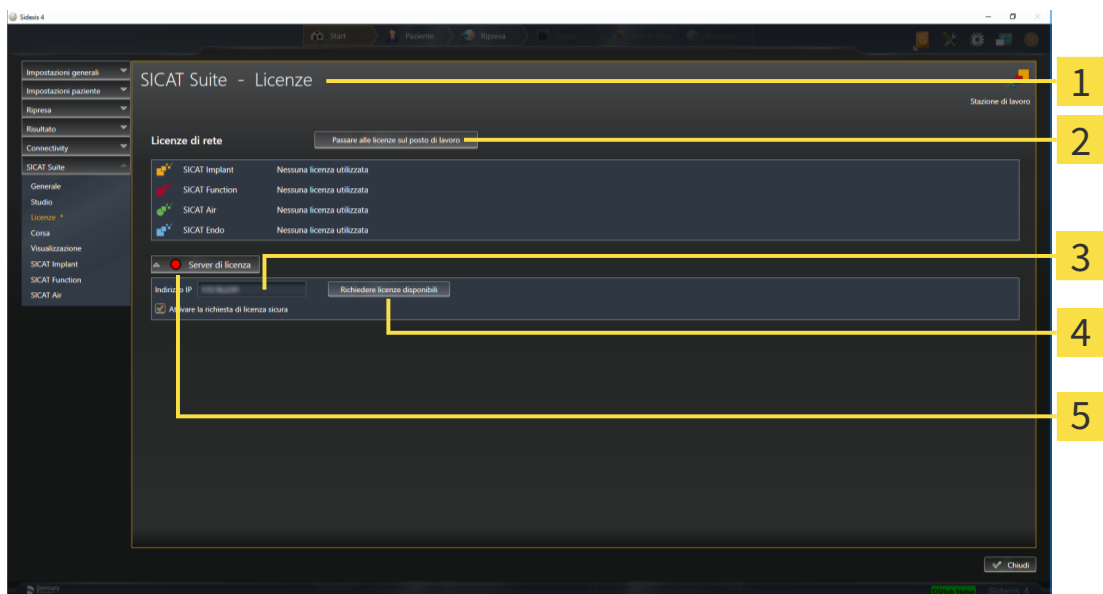 Sidexis 4
Start
Paziente
Ripresa
Impostazioni generali
Impostazioni paziente
Ripresa
Risultato
Connectivity
SICAT Suite
Generale
Studio
Licenze *
Corsa
Visualizzazione
SICAT Implant
SICAT Function
SICAT Air
SICAT Suite - Licenze
Stazione di lavoro
Licenze di rete
Passare alle licenze sul posto di lavoro
SICAT Implant Nessuna licenza utilizzata
SICAT Function Nessuna licenza utilizzata
SICAT Air Nessuna licenza utilizzata
SICAT Endo Nessuna licenza utilizzata
Server di licenza
Indirizzo IP
Richiedere licenze disponibili
Attivare la richiesta di licenza sicura
1
2
3
4
5
Chiudi
Sidexis 4